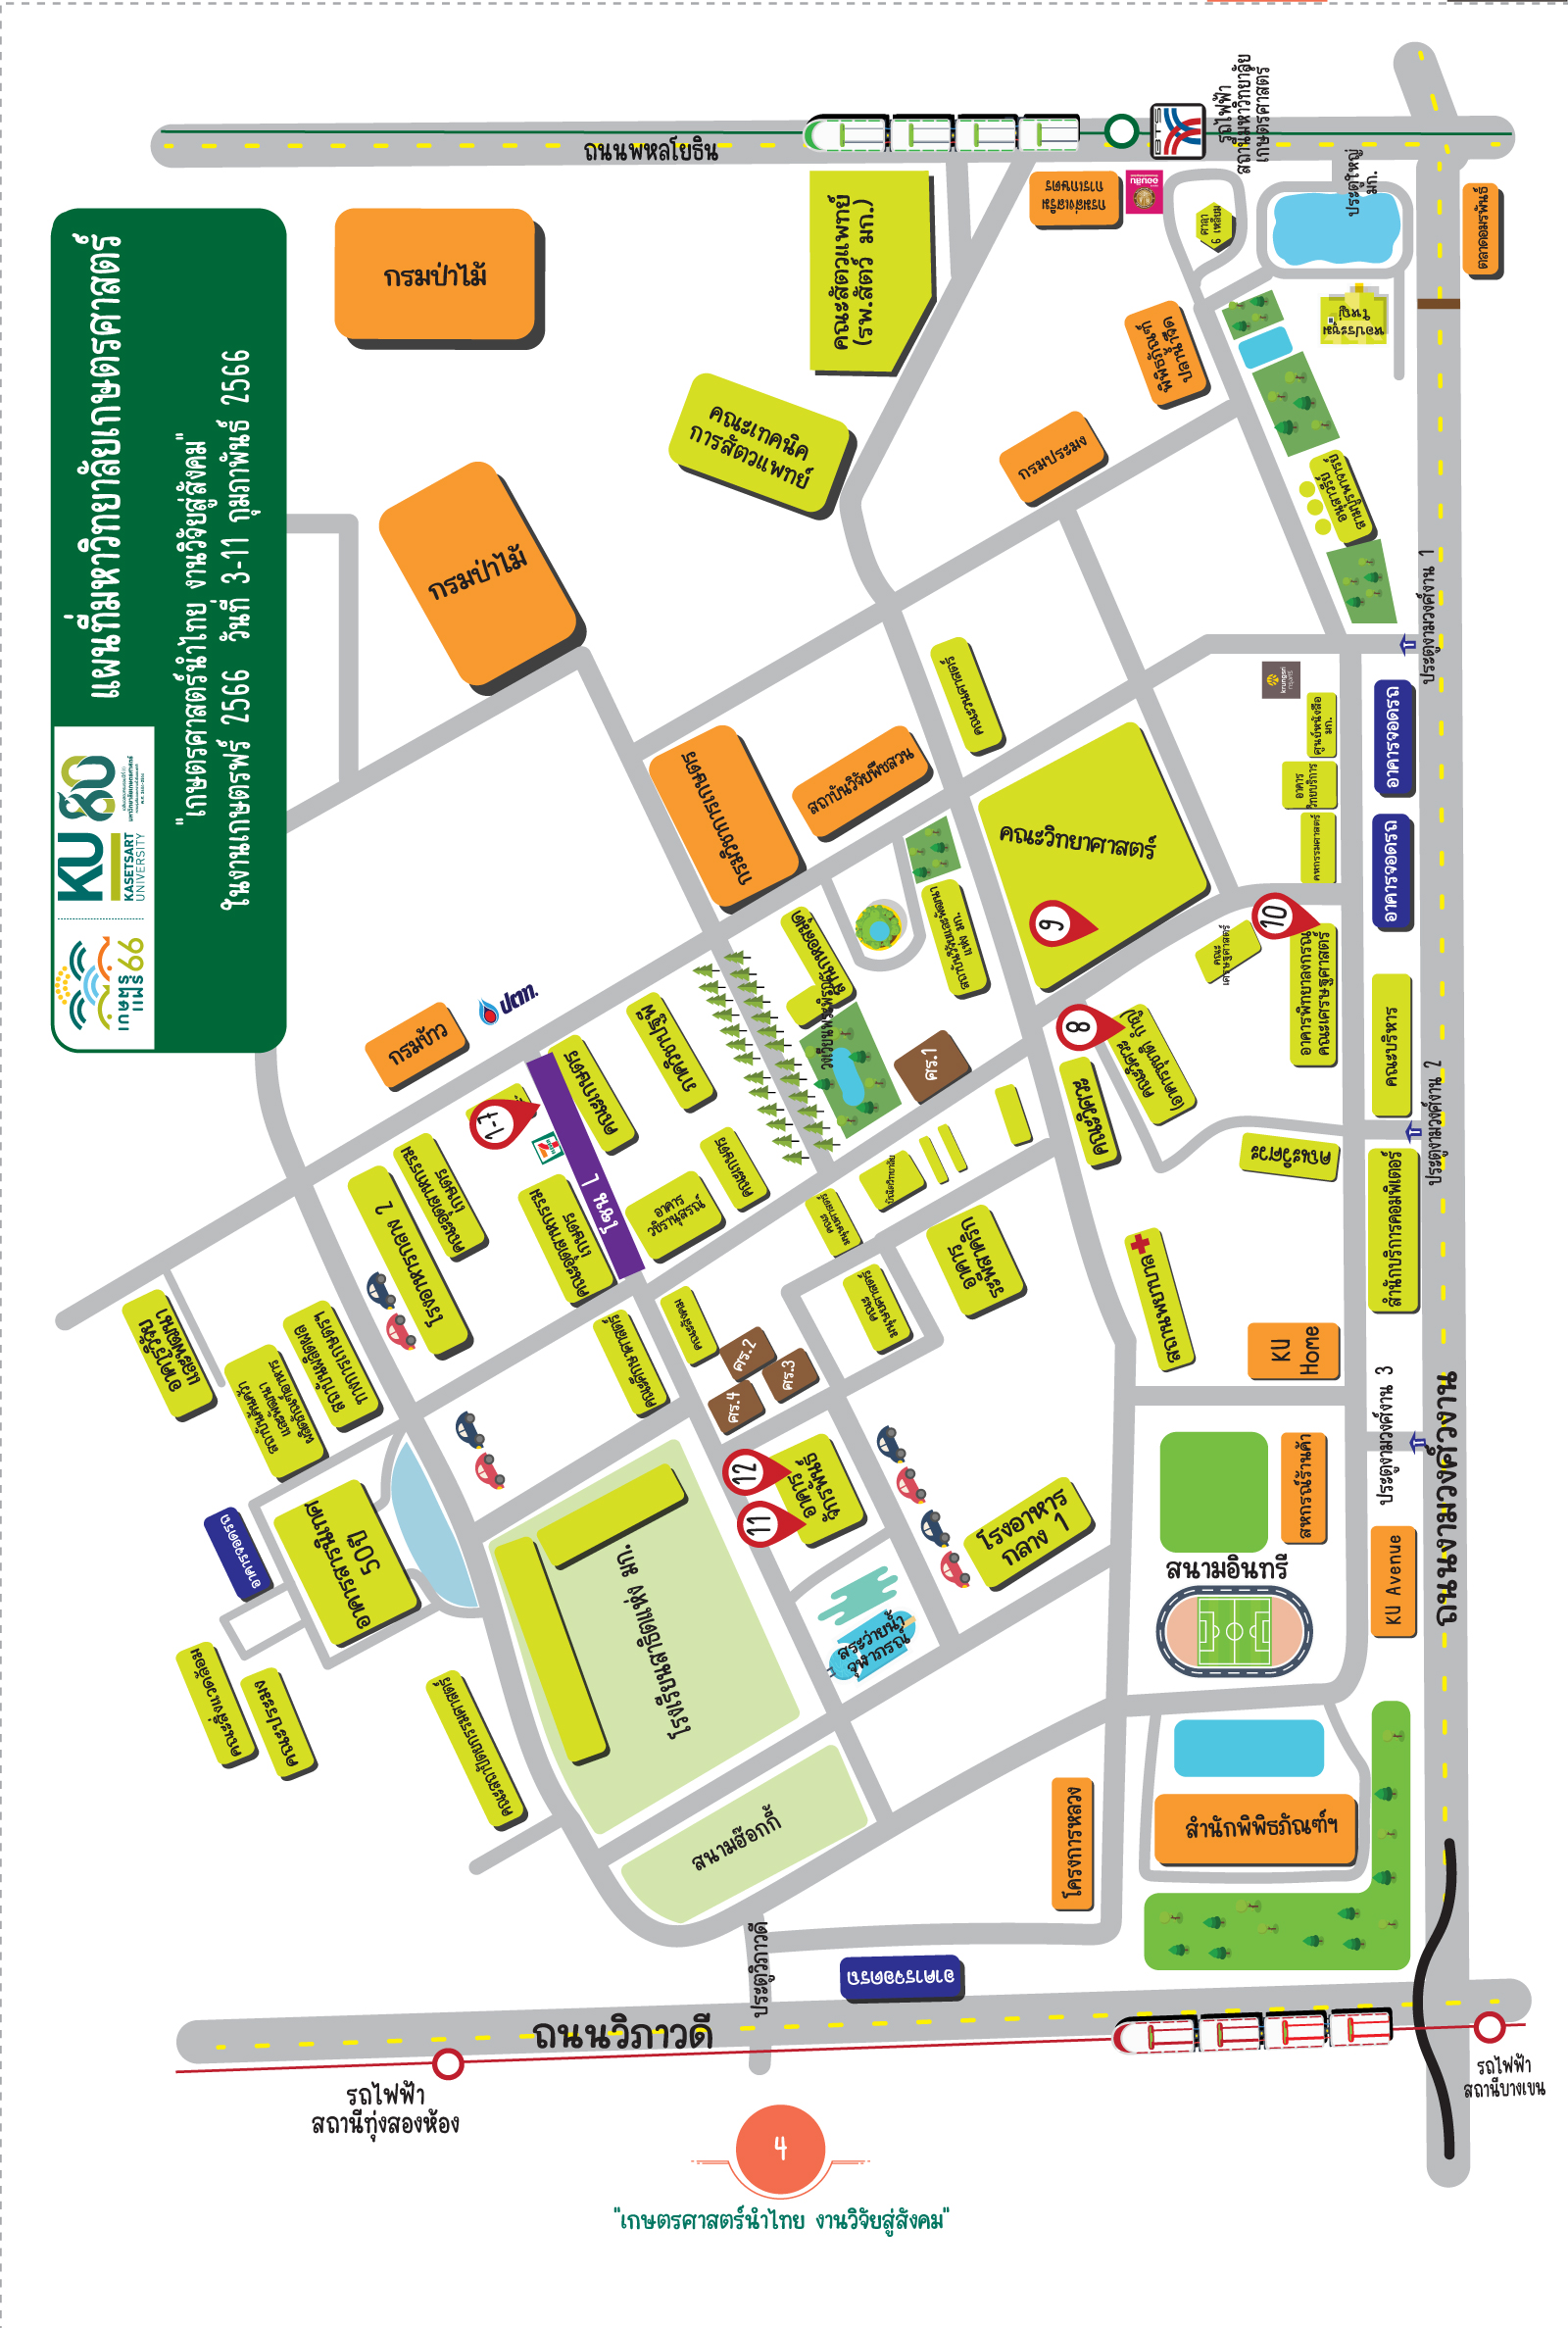 เกษตร
แฟร์ 66
KU 80
KASETSART
UNIVERSITY
แผนที่มหาวิทยาลัยเกษตรศาสตร์
"เกษตรศาสตร์นำไทย งานวิจัยสู่สังคม"
ในงานเกษตรฟร์ 2566 วันที่ 3-11 กุมภาพันธ์ 2566
อาคารวิจัย
และพัฒนา
คณะสิ่งแวดล้อม
อาคารจอดรถ
คณะประมง
สถาบันค้นคว้า
และพัฒนา
ผลิตภัณฑ์อาหาร
สถาบันผลิตผล
ทางการเกษตรฯ
อาคารสารนิเทศ
50ปี
รถไฟฟ้า
สถานีทุ่งสองห้อง
โรงอาหารกลาง 2
คณะอุตสาหกรรม
เกษตร
กรมข้าว
กรมป่าไม้
กรมป่าไม้
คณะสถาปัตยกรรมศาสตร์
1-7
ปตท.
7
ถนนวิภาวดี
คณะอุตสาหกรรม
เกษตร
โซน L
คณะเกษตร
ถนนพหลโยธิน
โรงเรียนสาธิตแห่ง มก.
คณะศึกษาศาสตร์
อาคาร
วชิรานุสรณ์
ภาควิชาปฐพี
คณะสังคม
คณะเกษตร
กรมวิชาการเกษตร
สนามฮ็อกกี้
ศร.4
ศร.2
ศร.3
11
12
อาคาร
จักรพันธ์
ประตูวิภาวดี
"เกษตรศาสตร์นำไทย งานวิจัยสู่สังคม"
4
คณะเทคนิค
การสัตวแพทย์
คณะสัตวแพทย์
(รพ.สัตว์ มก.)
คณะ
มนุษยศาสตร์
วงเวียนพระพิรุณ
สำนักหอสมุด
สถาบันวิจัยพืชสวน
สระว่ายน้ำ
จุฬาภรณ์
คณะ
มนุษยศาสตร์
บัณฑิตวิทยาลัย
อาคารจอดรถ
ศร.1
สถาบันวิจัยและพัฒนา
แห่ง มก.
คณะวนศาสตร์
อาคาร
ระพีสาคริก
โรงอาหาร
กลาง 1
คณะวิทยาศาสตร์
9
กรมประมง
กรมส่งเสริม
การเกษตร
ออมสิน
โครงการหลวง
คณะวิศวะ
8
คณะวิศวะ
(อาคารชูชาติ กำภู)
สถานพยาบาล
พิพิธภัณฑ์
ปลาน้ำจืด
BTS
ศาลา
6 เหลี่ยม
รถไฟฟ้า
สถานีมหาวิทยาลัย
เกษตรศาสตร์
สำนักพิพิธภัณฑ์ฯ
สนามอินทรี
สหกรณ์ร้านค้า
KU
Home
คณะวิศวะ
คณะ
เศรษฐศาสตร์
10
อาคารพิทยาลงกรณ
คณะเศรษฐศาสตร์
คหกรรมศาสตร์
อาคาร
วิทยบริการ
ศูนย์หนังสือ
มก.
krungsri
กรุงศรี
อนุสาวรีย์
สามบูรพาจารย์
หอประชุม
ใหญ่
ประตูใหญ่
มก.
KU Avenue
ประตูงามวงศ์งาน 3
สำนักบริการคอมพิเตอร์
คณะบริหาร
อาคารจอดรถ
อาคารจอดรถ
ประตูงามวงศ์งาน 2
ประตูงามวงศ์งาน 1
ถนนงามวงศ์วงาน
ตลาดอมรพันธ์
รถไฟฟ้า
สถานีบางเขน